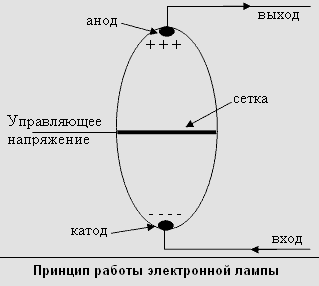 выход
анод
+ + +
сетка
Управляющее
напряжение
- - - -
катод
вход
Принцип работы электронной лампы